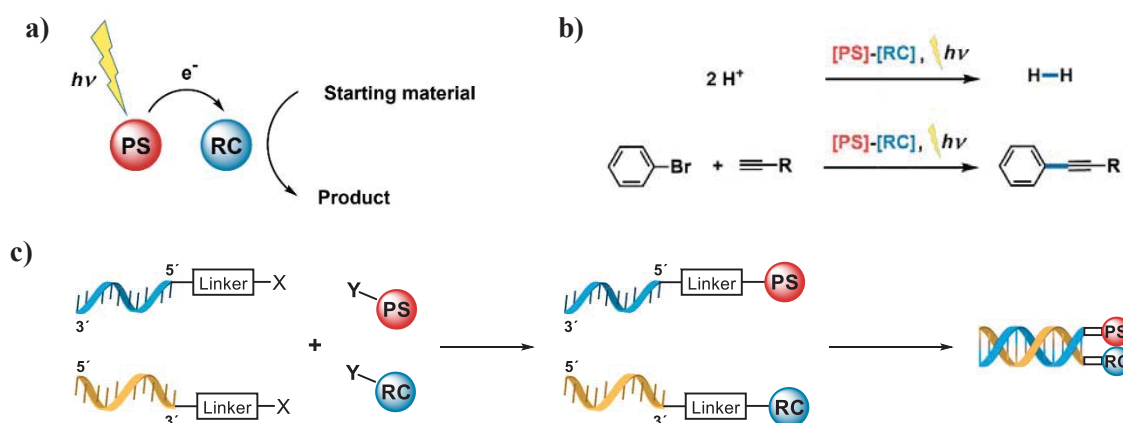 a)
hν
e-
PS
RC
Starting material
Product
b)
2 H+
[PS]-[RC], hν
H-H
Br
+
R
[PS]-[RC], hν
R
c)
5´
Linker
X
3´
Y
PS
+
5´
Linker
X
3´
Y
RC
5´
Linker
PS
3´
5´
Linker
RC
3´
PS
RC